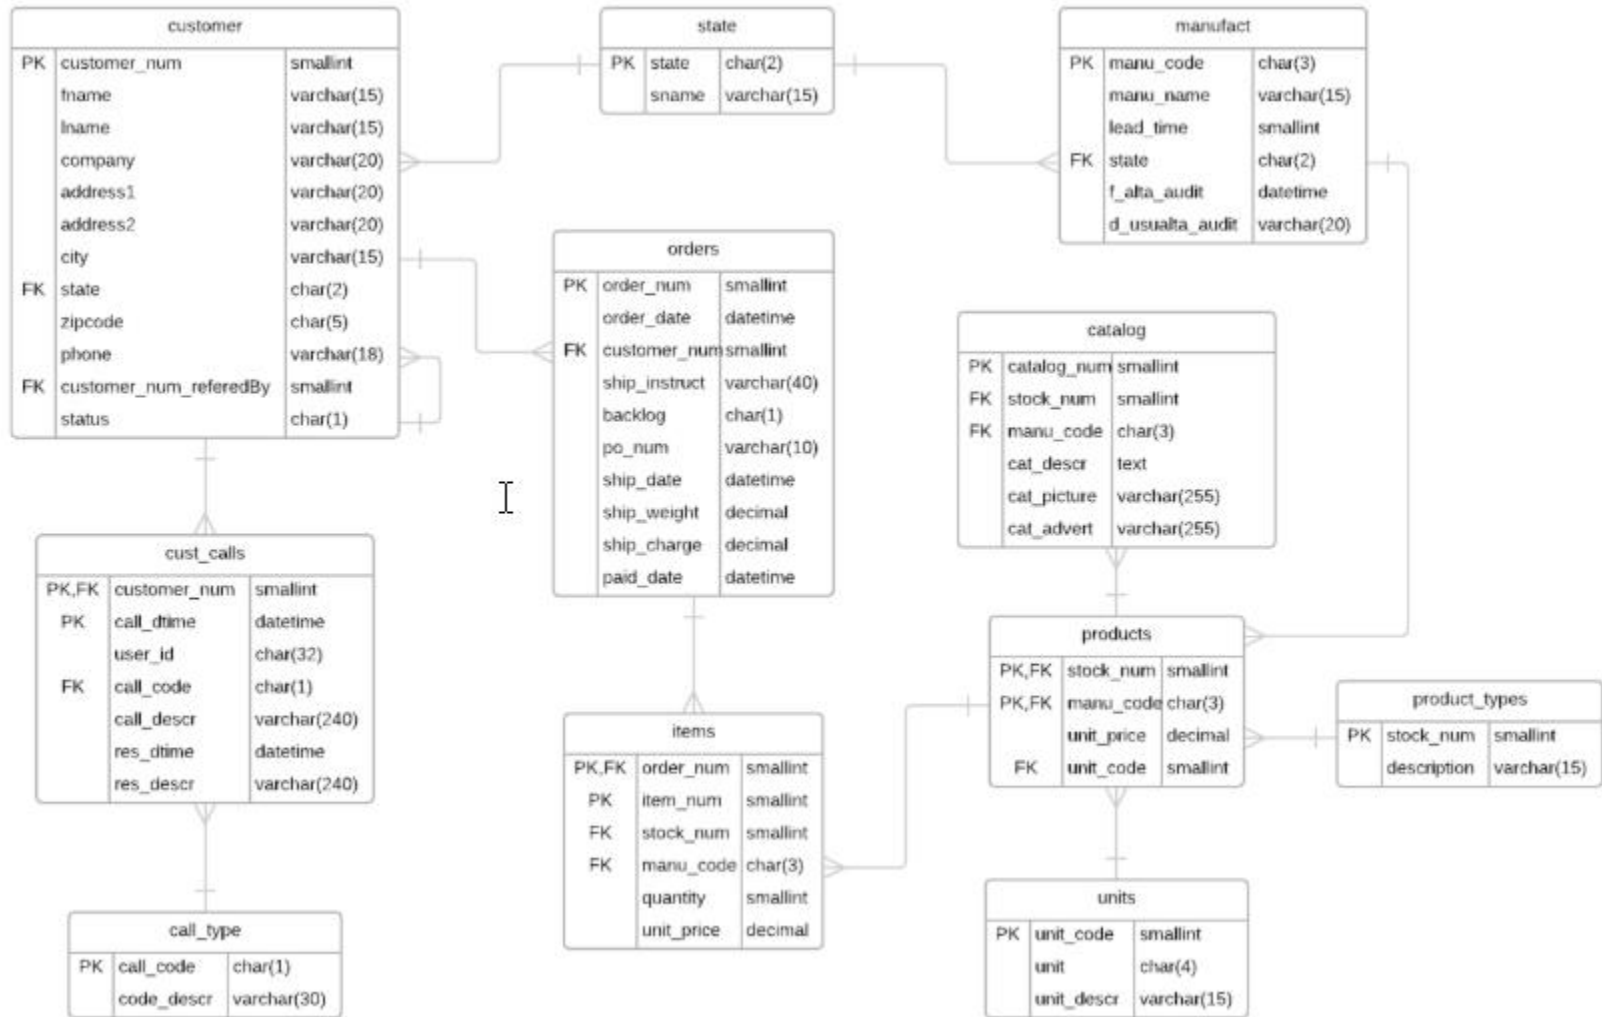 customer
PK customer_num smallint
fname varchar(15)
lname varchar(15)
company varchar(20)
address1 varchar(20)
address2 varchar(20)
city varchar(15)
FK state char(2)
zipcode char(5)
phone varchar(18)
FK customer_num_referedBy smallint
status char(1)
state
PK state char(2)
sname varchar(15)
manufact
PK manu_code char(3)
manu_name varchar(15)
lead_time smallint
FK state char(2)
f_alta_audit datetime
d_usualta_audit varchar(20)
orders
PK order_num smallint
order_date datetime
FK customer_num smallint
ship_instruct varchar(40)
backlog char(1)
po_num varchar(10)
ship_date datetime
ship_weight decimal
ship_charge decimal
paid_date datetime
catalog
PK catalog_num smallint
FK stock_num smallint
FK manu_code char(3)
cat_descr text
cat_picture varchar(255)
cat_advert varchar(255)
cust_calls
PK,FK customer_num smallint
PK call_dtime datetime
user_id char(32)
FK call_code char(1)
call_descr varchar(240)
res_dtime datetime
res_descr varchar(240)
products
PK,FK stock_num smallint
PK,FK manu_code char(3)
unit_price decimal
FK unit_code smallint
product_types
PK stock_num smallint
description varchar(15)
items
PK,FK order_num smallint
PK item_num smallint
FK stock_num smallint
FK manu_code char(3)
quantity smallint
unit_price decimal
call_type
PK call_code char(1)
code_descr varchar(30)
units
PK unit_code smallint
unit char(4)
unit_descr varchar(15)